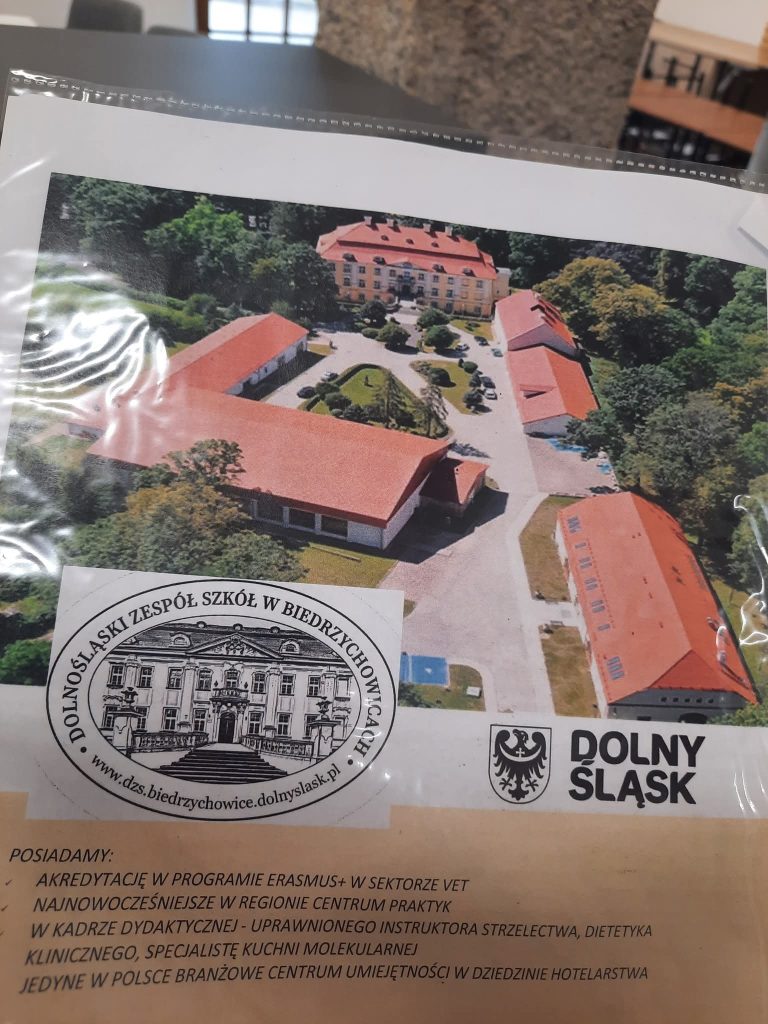 DOLNOŚLĄSKI ZESPÓŁ SZKÓŁ W BIEDRZYCHOWICACH
www.dzs.biedrzychowice.dolnyslask.pl
DOLNY
ŚLĄSK
POSIADAMY:
✓ AKREDYTACJĘ W PROGRAMIE ERASMUS+ W SEKTORZE VET
✓ NAJNOWOCZEŚNIEJSZE W REGIONIE CENTRUM PRAKTYK
✓ W KADRZE DYDAKTYCZNEJ - UPRAWNIONEGO INSTRUKTORA STRZELECTWA, DIETETYKA
KLINICZNEGO, SPECJALISTĘ KUCHNI MOLEKULARNEJ
JEDYNE W POLSCE BRANŻOWE CENTRUM UMIEJĘTNOŚCI W DZIEDZINIE HOTELARSTWA